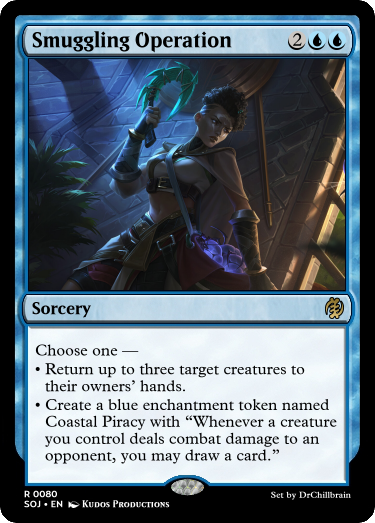 Smuggling Operation 2
Sorcery
Choose one —
• Return up to three target creatures to
their owners’ hands.
• Create a blue enchantment token named
Coastal Piracy with “Whenever a creature
you control deals combat damage to an
opponent, you may draw a card.”
R 0080
SOJ • EN Kudos Productions
Set by DrChillbrain